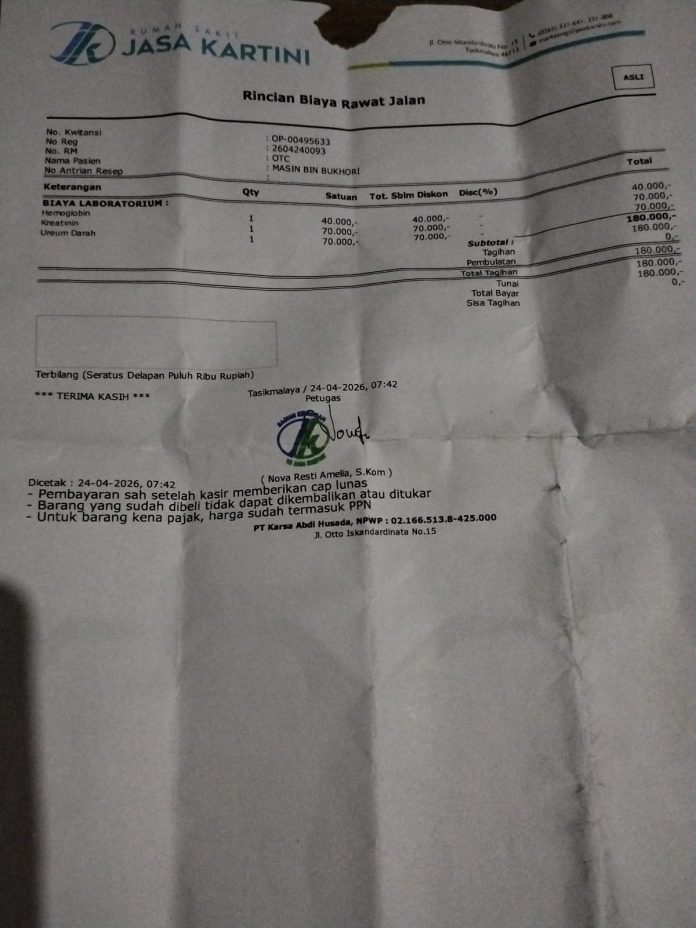 RUMAH SAKIT
JASA KARTINI
Jl. Otto Iskandardinata No. 15
Tasikmalaya 46113
ASLI
Rincian Biaya Rawat Jalan
No. Kwitansi : OP-00495633
No Reg : 2604240093
No. RM : OTC
Nama Pasien : MASIN BIN BUKHORI
No Antrian Resep :
Keterangan Qty Satuan Tot. Sblm Diskon Disc(%) Total
BIAYA LABORATORIUM :
Hemoglobin 1 40.000,- 40.000,- - 40.000,-
Kreatinin 1 70.000,- 70.000,- - 70.000,-
Ureum Darah 1 70.000,- 70.000,- - 70.000,-
Subtotal : 180.000,-
Tagihan 180.000,-
Pembulatan 0,-
Total Tagihan 180.000,-
Tunai 180.000,-
Total Bayar 180.000,-
Sisa Tagihan 0,-
Terbilang (Seratus Delapan Puluh Ribu Rupiah)
*** TERIMA KASIH ***
Tasikmalaya / 24-04-2026, 07:42
Petugas
( Nova Resti Amelia, S.Kom )
Dicetak : 24-04-2026, 07:42
- Pembayaran sah setelah kasir memberikan cap lunas
- Barang yang sudah dibeli tidak dapat dikembalikan atau ditukar
- Untuk barang kena pajak, harga sudah termasuk PPN
PT Karsa Abdi Husada, NPWP : 02.166.513.8-425.000
Jl. Otto Iskandardinata No.15